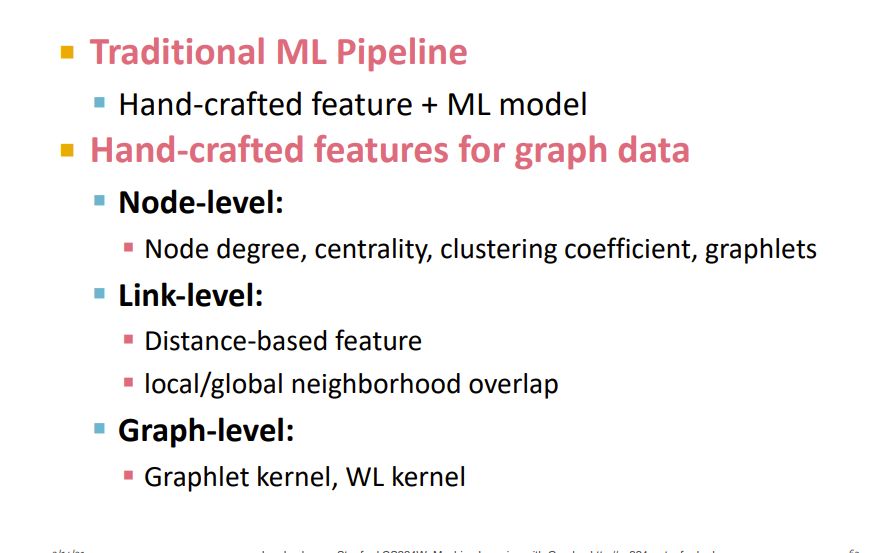 Traditional ML Pipeline
Hand-crafted feature + ML model
Hand-crafted features for graph data
Node-level:
Node degree, centrality, clustering coefficient, graphlets
Link-level:
Distance-based feature
local/global neighborhood overlap
Graph-level:
Graphlet kernel, WL kernel